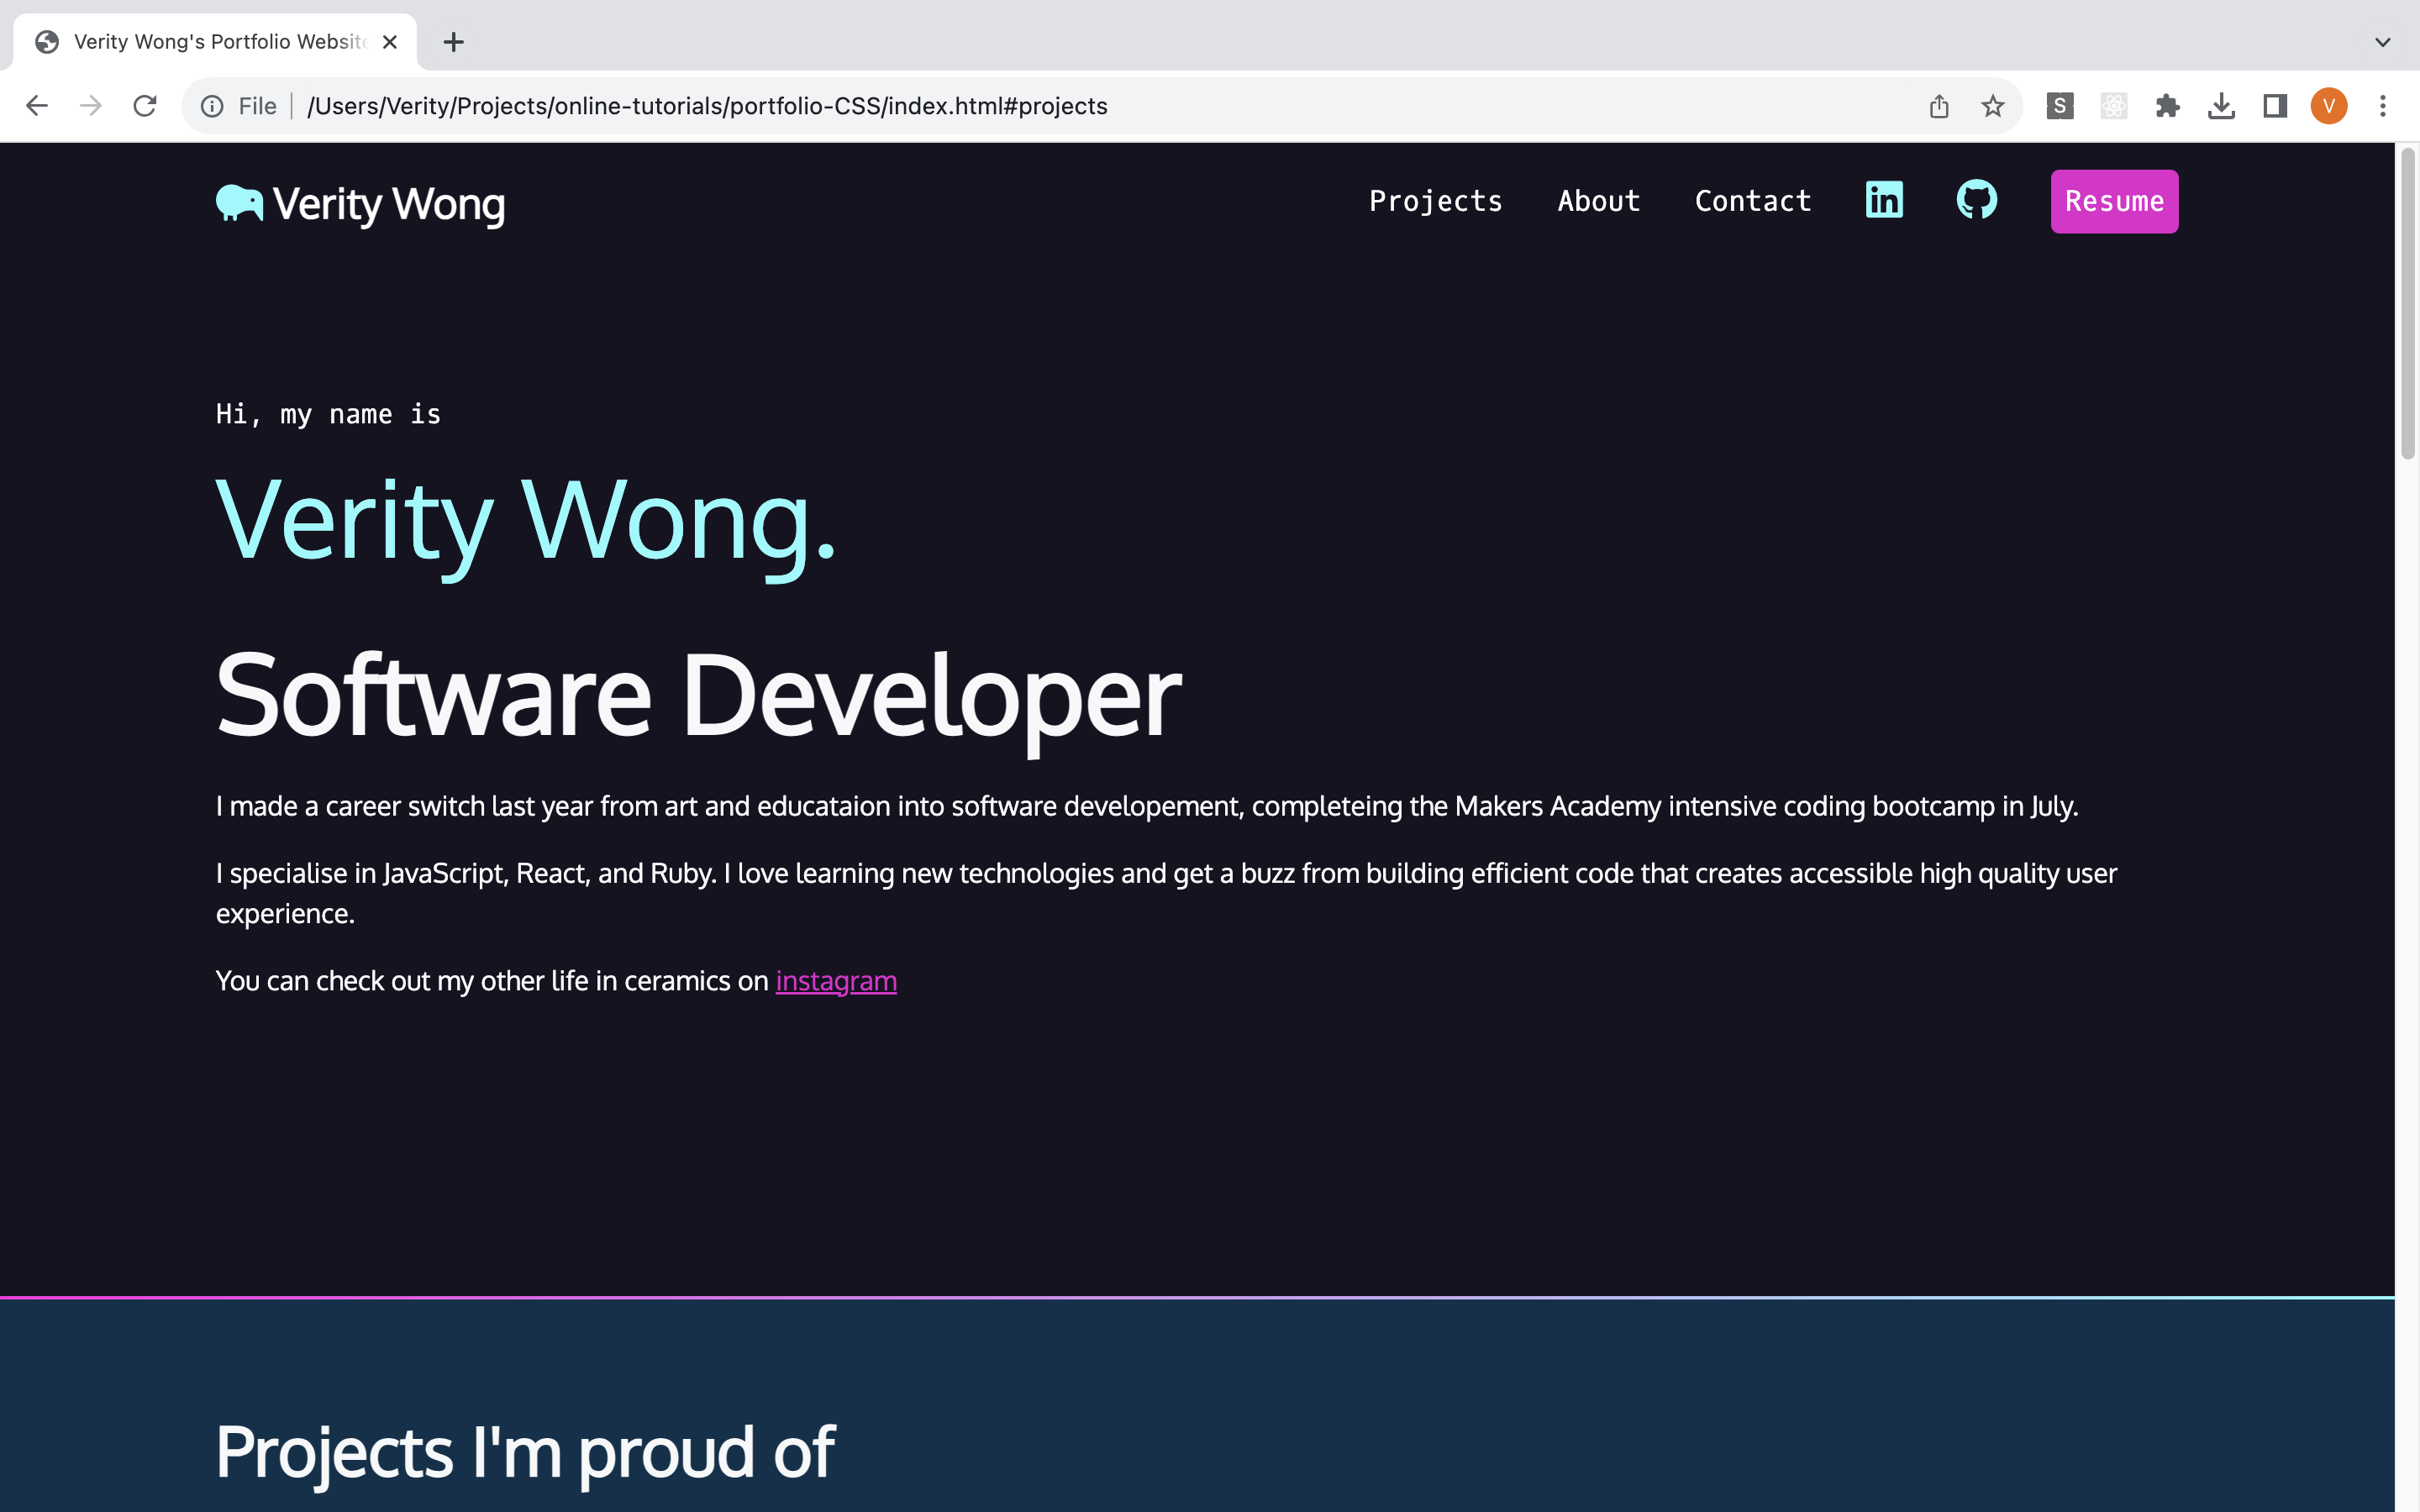 Verity Wong's Portfolio Website
File /Users/Verity/Projects/online-tutorials/portfolio-CSS/index.html#projects
S
V
Verity Wong
Projects About Contact in Resume
Hi, my name is
Verity Wong.
Software Developer
I made a career switch last year from art and educataion into software developement, completeing the Makers Academy intensive coding bootcamp in July.
I specialise in JavaScript, React, and Ruby. I love learning new technologies and get a buzz from building efficient code that creates accessible high quality user
experience.
You can check out my other life in ceramics on instagram
Projects I'm proud of